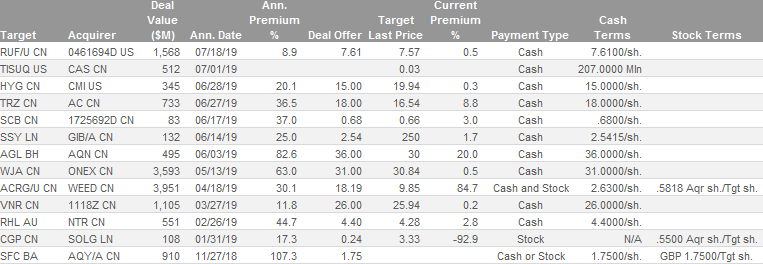 Target Acquirer Deal Value ($M) Ann. Date Ann. Premium % Deal Offer Target Last Price Current Premium % Payment Type Cash Terms Stock Terms
RUF/U CN 0461694D US 1,568 07/18/19 8.9 7.61 7.57 0.5 Cash 7.6100/sh.
TISUQ US CAS CN 512 07/01/19 0.03 Cash 207.0000 Mln
HYG CN CMI US 345 06/28/19 20.1 15.00 19.94 0.3 Cash 15.0000/sh.
TRZ CN AC CN 733 06/27/19 36.5 18.00 16.54 8.8 Cash 18.0000/sh.
SCB CN 1725692D CN 83 06/17/19 37.0 0.68 0.66 3.0 Cash .6800/sh.
SSY LN GIB/A CN 132 06/14/19 25.0 2.54 250 1.7 Cash 2.5415/sh.
AGL BH AQN CN 495 06/03/19 82.6 36.00 30 20.0 Cash 36.0000/sh.
WJA CN ONEX CN 3,593 05/13/19 63.0 31.00 30.84 0.5 Cash 31.0000/sh.
ACRG/U CN WEED CN 3,951 04/18/19 30.1 18.19 9.85 84.7 Cash and Stock 2.6300/sh. .5818 Aqr sh./Tgt sh.
VNR CN 1118Z CN 1,105 03/27/19 11.8 26.00 25.94 0.2 Cash 26.0000/sh.
RHL AU NTR CN 551 02/26/19 44.7 4.40 4.28 2.8 Cash 4.4000/sh.
CGP CN SOLG LN 108 01/31/19 17.3 0.24 3.33 -92.9 Stock N/A .5500 Aqr sh./Tgt sh.
SFC BA AQY/A CN 910 11/27/18 107.3 1.75 Cash or Stock 1.7500/sh. GBP 1.7500/Tgt sh.